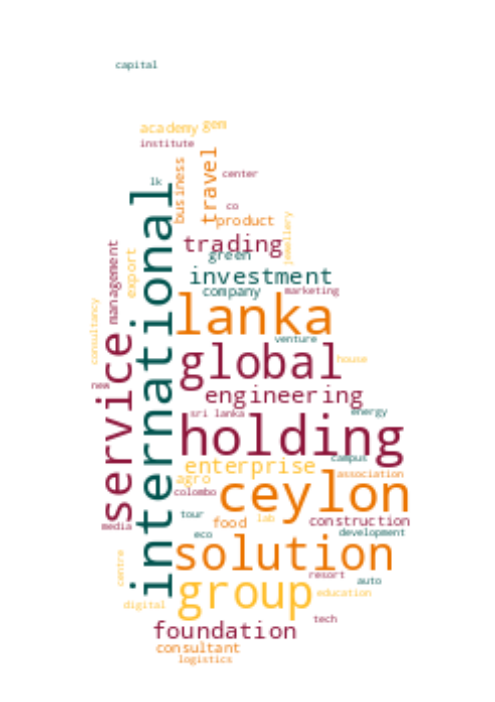 capital
academy
gem
institute
business
travel
center
lk
international
co
product
jewellery
trading
green
management
export
investment
company
marketing
lanka
consultancy
service
venture
global
house
new
engineering
sri lanka
energy
holding
campus
enterprise
association
agro
colombo
ceylon
tour
food
lab
construction
media
eco
development
solution
centre
resort
auto
group
education
digital
tech
foundation
consultant
logistics